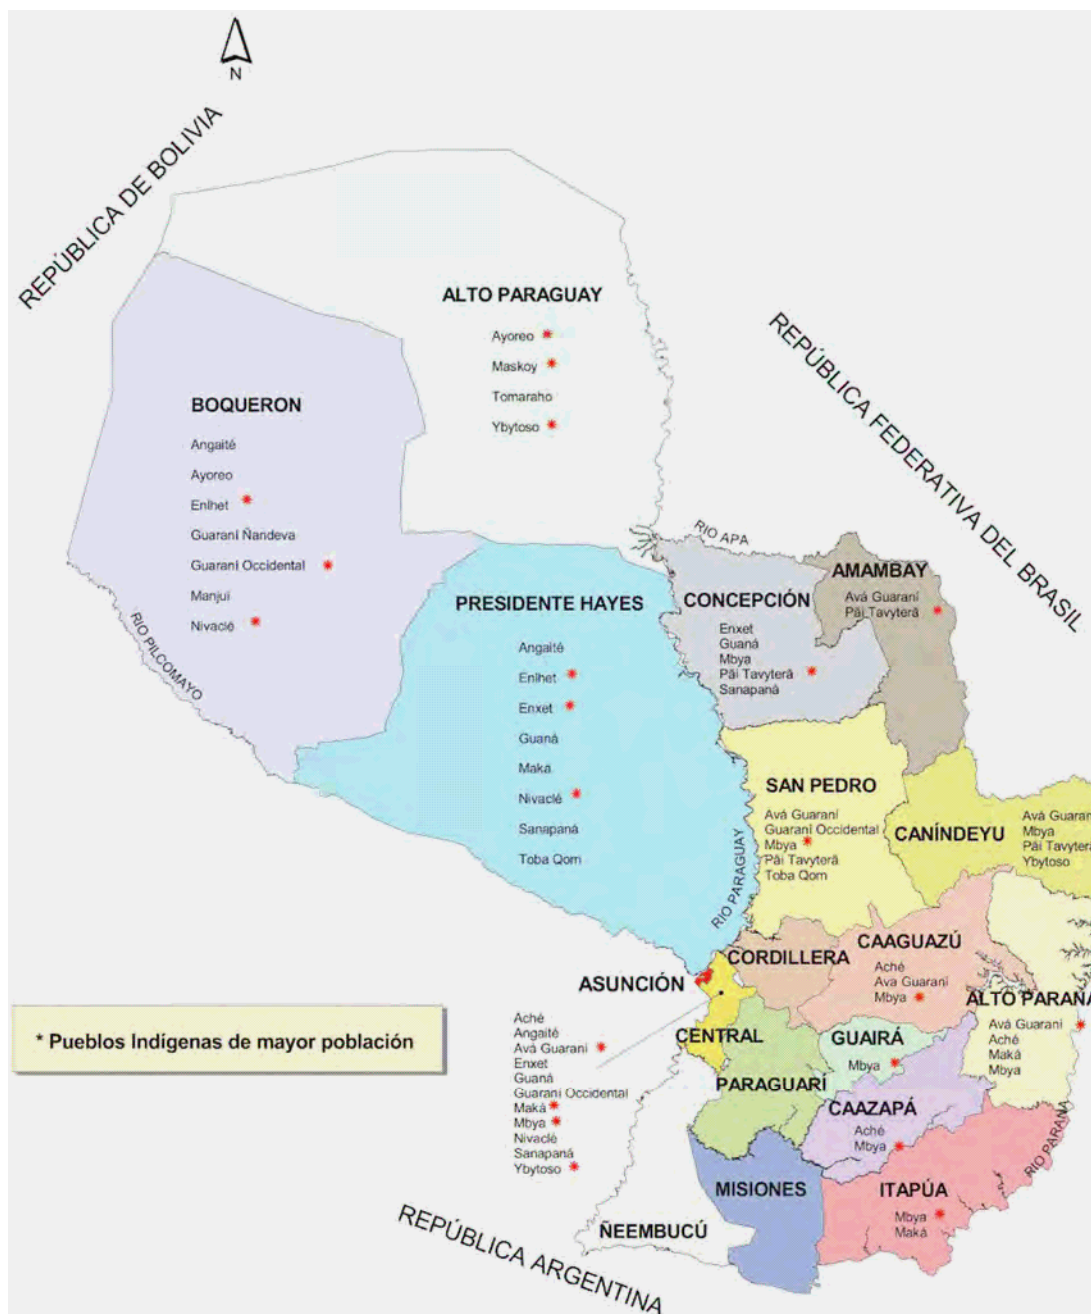 N
REPÚBLICA DE BOLIVIA
ALTO PARAGUAY
Ayoreo *
Maskoy *
Tomaraho
Ybytoso *
REPÚBLICA FEDERATIVA DEL BRASIL
BOQUERON
Angaité
Ayoreo
Enlhet *
Guaraní Ñandeva
Guaraní Occidental *
Manjui
Nivaclé *
RIO PILCOMAYO
RIO APA
PRESIDENTE HAYES
Angaité
Enlhet *
Enxet *
Guaná
Maká
Nivaclé *
Sanapaná
Toba Qom
CONCEPCIÓN
Enxet
Guaná
Mbya
Pãi Tavyterã *
Sanapaná
AMAMBAY
Avá Guaraní
Pãi Tavyterã *
SAN PEDRO
Avá Guaraní
Guaraní Occidental
Mbya *
Pãi Tavyterã
Toba Qom
CANÍNDEYU
Avá Guaran
Mbya
Pãi Tavyterã
Ybytoso
RIO PARAGUAY
CORDILLERA
CAAGUAZÚ
Aché
Ava Guaraní
Mbya *
ASUNCIÓN
Aché
Angaité
Avá Guaraní *
Enxet
Guaná
Guaraní Occidental
Maká *
Mbya *
Nivaclé
Sanapaná
Ybytoso *
* Pueblos Indígenas de mayor población
CENTRAL
GUAIRÁ
Mbya *
ALTO PARANÁ
Avá Guaraní *
Aché
Maká
Mbya
PARAGUARÍ
CAAZAPÁ
Aché
Mbya *
RIO PARANA
MISIONES
ITAPÚA
Mbya *
Maká
ÑEEMBUCÚ
REPÚBLICA ARGENTINA